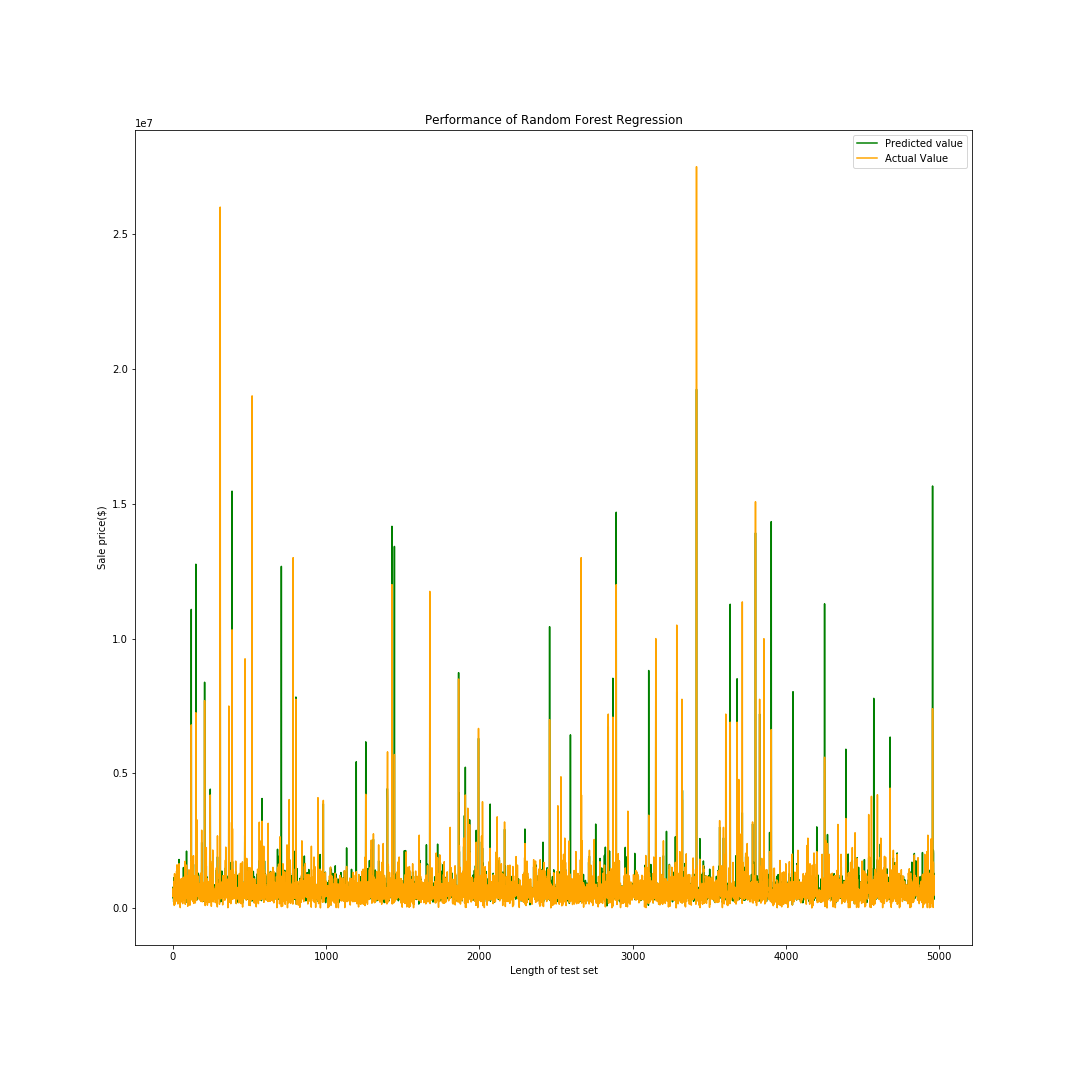 Performance of Random Forest Regression
1e7
Predicted value
Actual Value
2.5
2.0
1.5
1.0
0.5
0.0
Sale price($)
0 1000 2000 3000 4000 5000
Length of test set